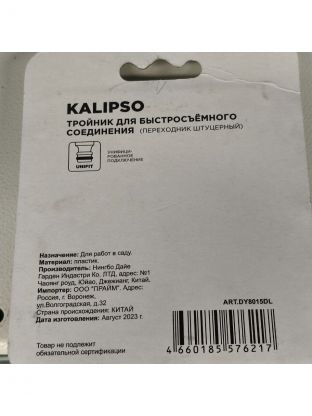 KALIPSO
ТРОЙНИК ДЛЯ БЫСТРОСЪЁМНОГО
СОЕДИНЕНИЯ (ПЕРЕХОДНИК ШТУЦЕРНЫЙ)
UNIFIT
УНИФИЦИ-
РОВАННОЕ
ПОДКЛЮЧЕНИЕ
Назначение: Для работ в саду.
Материал: пластик.
Производитель: Нингбо Дайе
Гарден Индастри Ко, ЛТД, адрес: №1
Чаоянг роуд, Юйао, Джежианг, Китай.
Импортер: ООО "ПРАЙМ". Адрес:
Россия, г. Воронеж,
ул.Волгоградская, д.32
Страна происхождения: КИТАЙ
Дата изготовления: Август 2023 г.
Товар не подлежит
обязательной сертификации
ART.DY8015DL
4 660185 576217